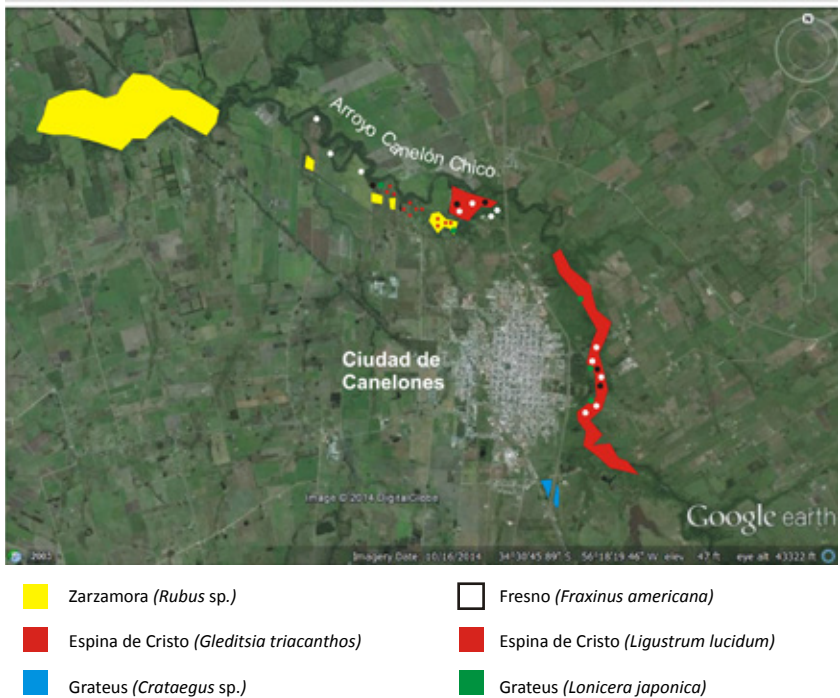 N
Arroyo Canelón Chico
Ciudad de
Canelones
Image © 2014 DigitalGlobe
Google earth
2003 Imagery Date: 10/16/2014 34°30'45.89" S 56°18'19.46" W elev 47 ft eye alt 43322 ft
Zarzamora (Rubus sp.)
Fresno (Fraxinus americana)
Espina de Cristo (Gleditsia triacanthos)
Espina de Cristo (Ligustrum lucidum)
Grateus (Crataegus sp.)
Grateus (Lonicera japonica)